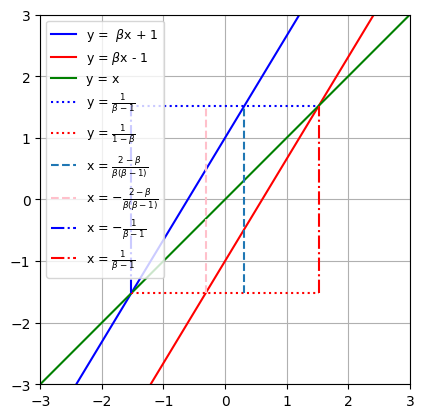 3
2
1
0
−1
−2
−3
y = βx + 1
y = βx - 1
y = x
y = 1/(β−1)
y = 1/(1−β)
x = (2−β)/(β(β−1))
x = −(2−β)/(β(β−1))
x = −1/(β−1)
x = 1/(β−1)
−3 −2 −1 0 1 2 3